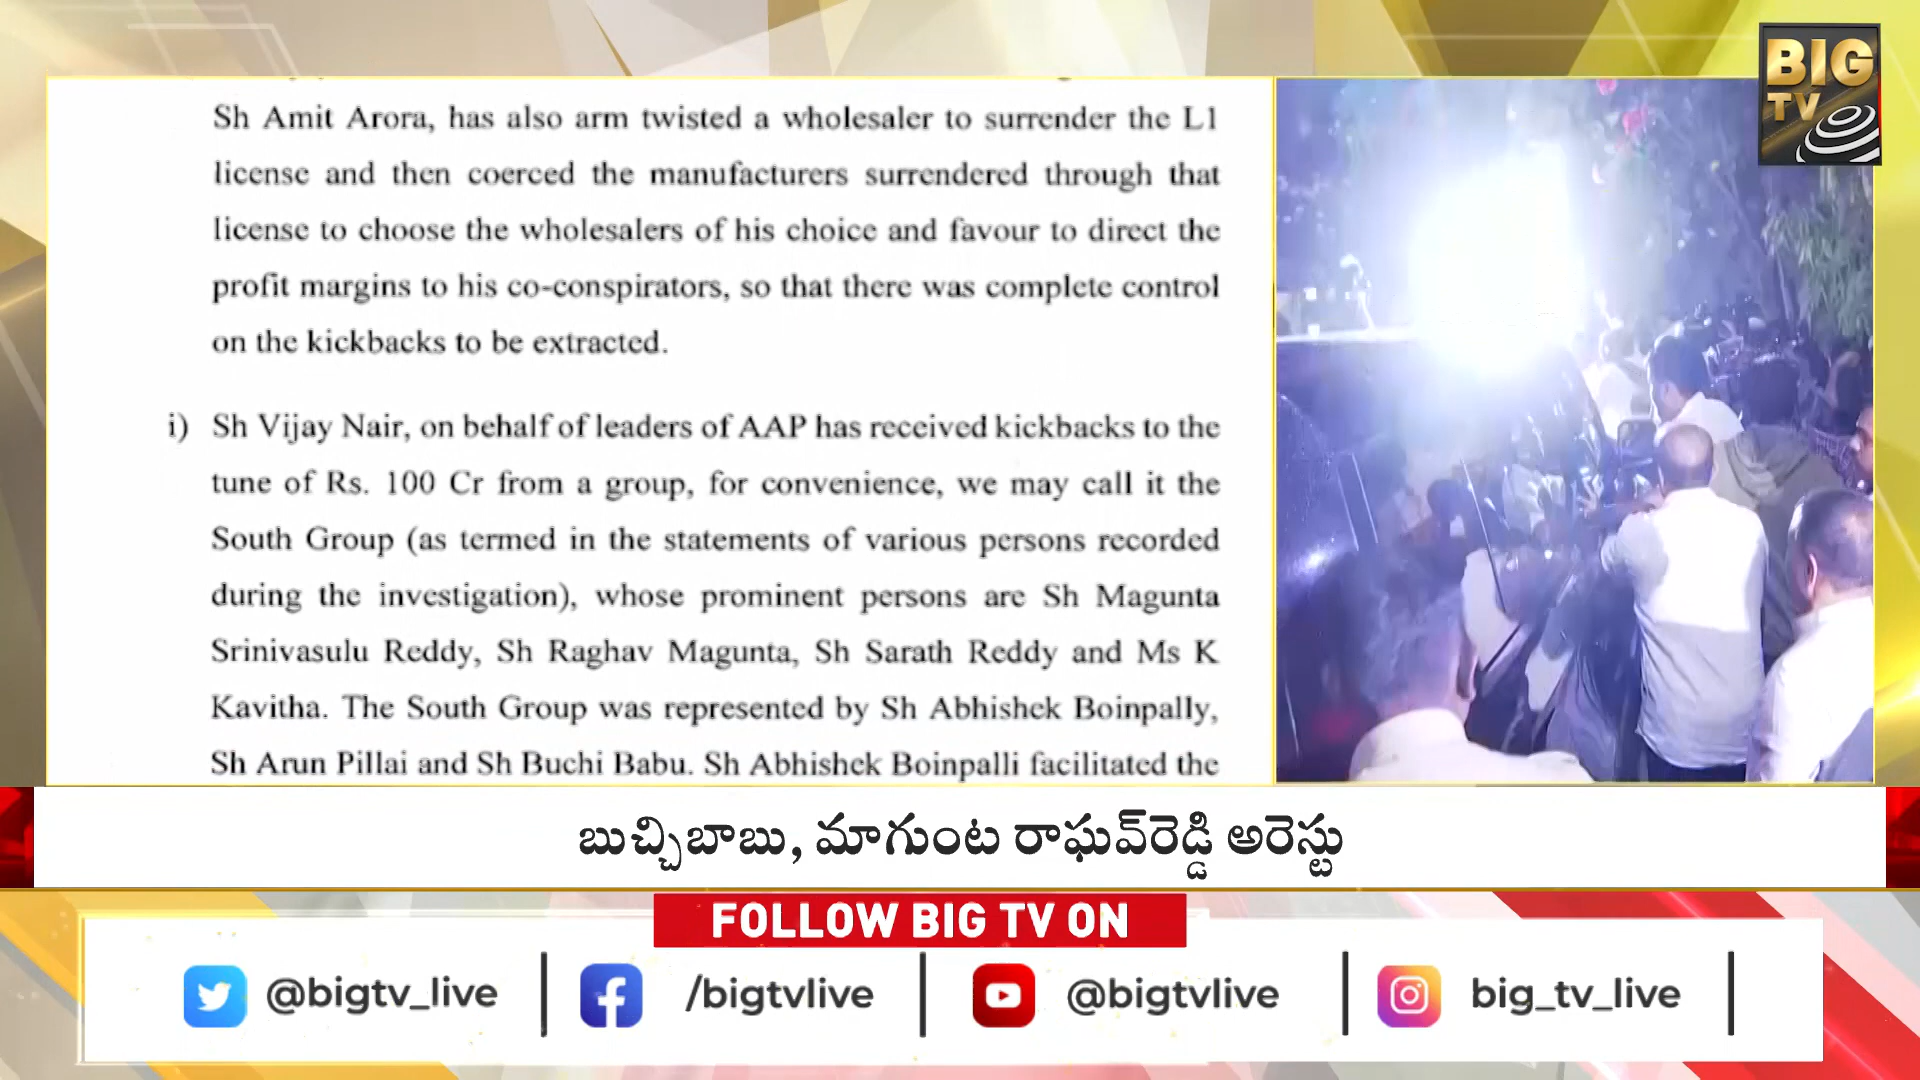 BIG
TV
Sh Amit Arora, has also arm twisted a wholesaler to surrender the L1
license and then coerced the manufacturers surrendered through that
license to choose the wholesalers of his choice and favour to direct the
profit margins to his co-conspirators, so that there was complete control
on the kickbacks to be extracted.
i) Sh Vijay Nair, on behalf of leaders of AAP has received kickbacks to the
tune of Rs. 100 Cr from a group, for convenience, we may call it the
South Group (as termed in the statements of various persons recorded
during the investigation), whose prominent persons are Sh Magunta
Srinivasulu Reddy, Sh Raghav Magunta, Sh Sarath Reddy and Ms K
Kavitha. The South Group was represented by Sh Abhishek Boinpally,
Sh Arun Pillai and Sh Buchi Babu. Sh Abhishek Boinpalli facilitated the
బుచ్చిబాబు, మాగుంట రాఘవ్‌రెడ్డి అరెస్టు
FOLLOW BIG TV ON
@bigtv_live
/bigtvlive
@bigtvlive
big_tv_live